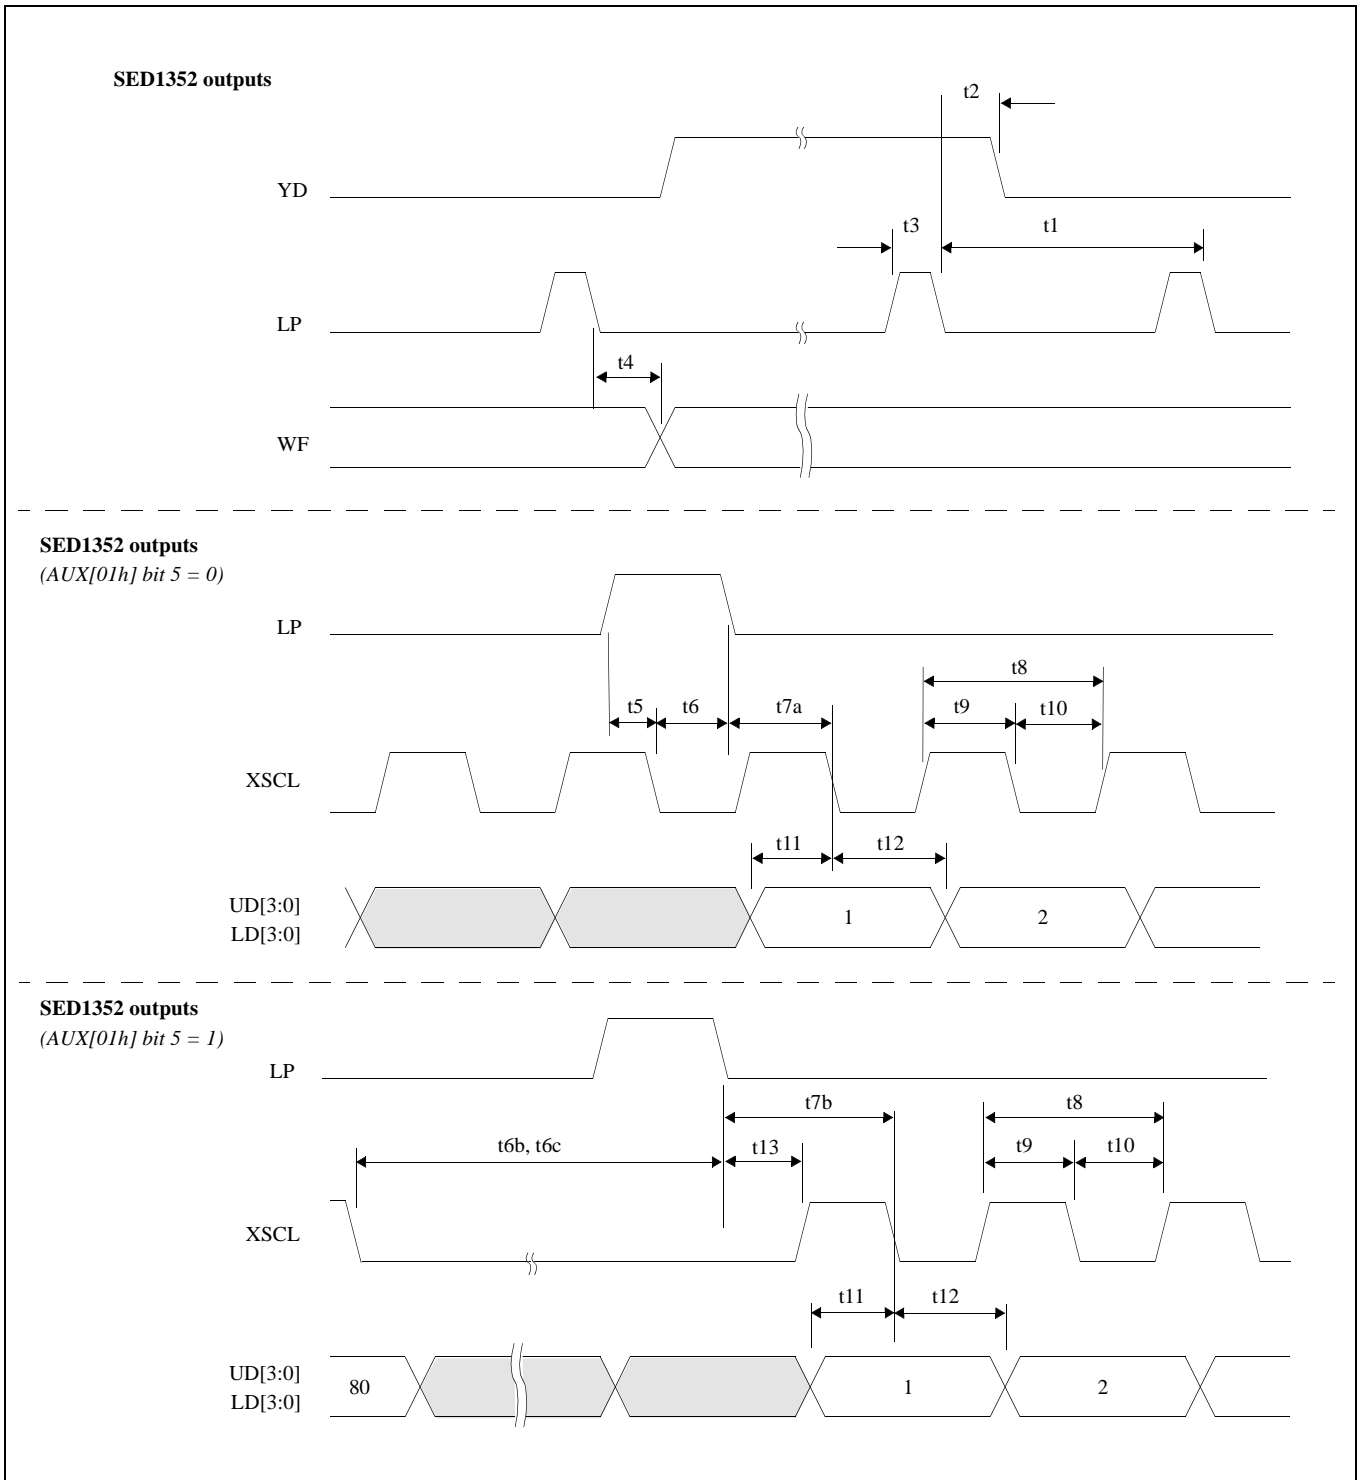 SED1352 outputs
t2
YD
t3
t1
LP
t4
WF
SED1352 outputs
(AUX[01h] bit 5 = 0)
LP
t8
t5
t6
t7a
t9
t10
XSCL
t11
t12
UD[3:0]
LD[3:0]
1
2
SED1352 outputs
(AUX[01h] bit 5 = 1)
LP
t7b
t8
t6b, t6c
t13
t9
t10
XSCL
t11
t12
UD[3:0]
LD[3:0]
80
1
2